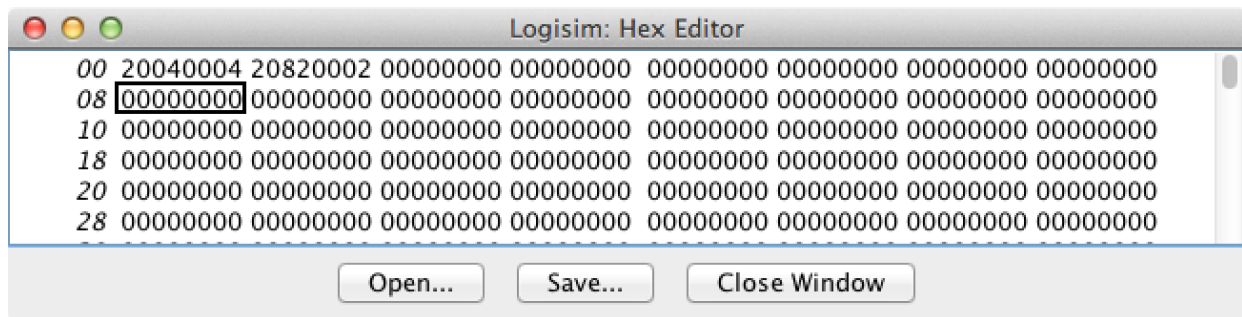 Logisim: Hex Editor
00 20040004 20820002 00000000 00000000 00000000 00000000 00000000 00000000
08 00000000 00000000 00000000 00000000 00000000 00000000 00000000 00000000
10 00000000 00000000 00000000 00000000 00000000 00000000 00000000 00000000
18 00000000 00000000 00000000 00000000 00000000 00000000 00000000 00000000
20 00000000 00000000 00000000 00000000 00000000 00000000 00000000 00000000
28 00000000 00000000 00000000 00000000 00000000 00000000 00000000 00000000
Open... Save... Close Window